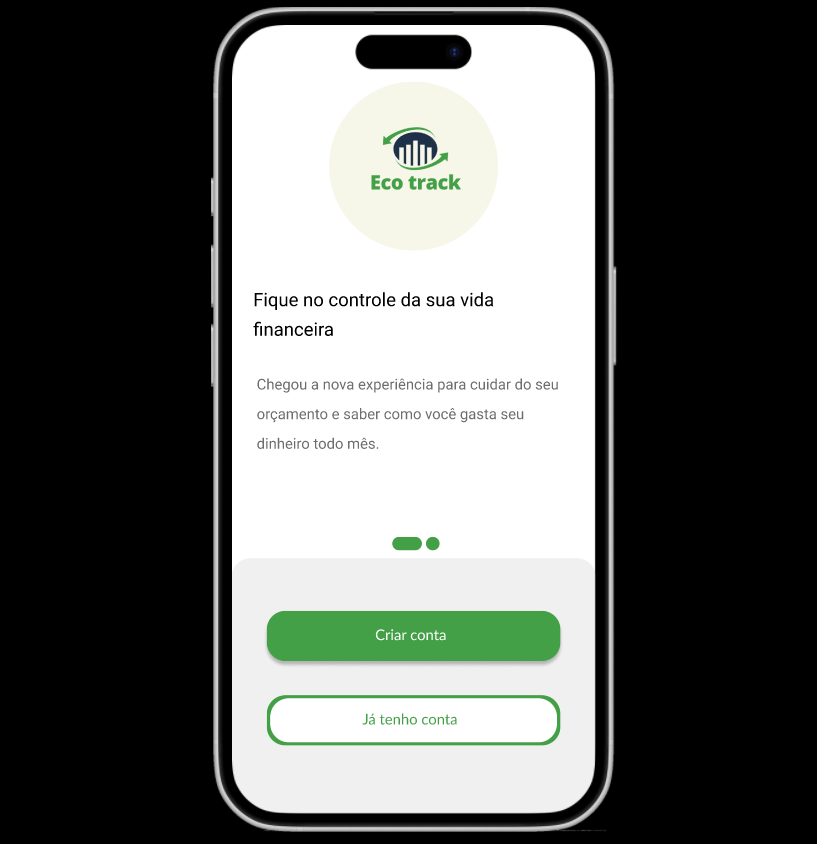 Eco track
Fique no controle da sua vida
financeira
Chegou a nova experiência para cuidar do seu
orçamento e saber como você gasta seu
dinheiro todo mês.
Criar conta
Já tenho conta